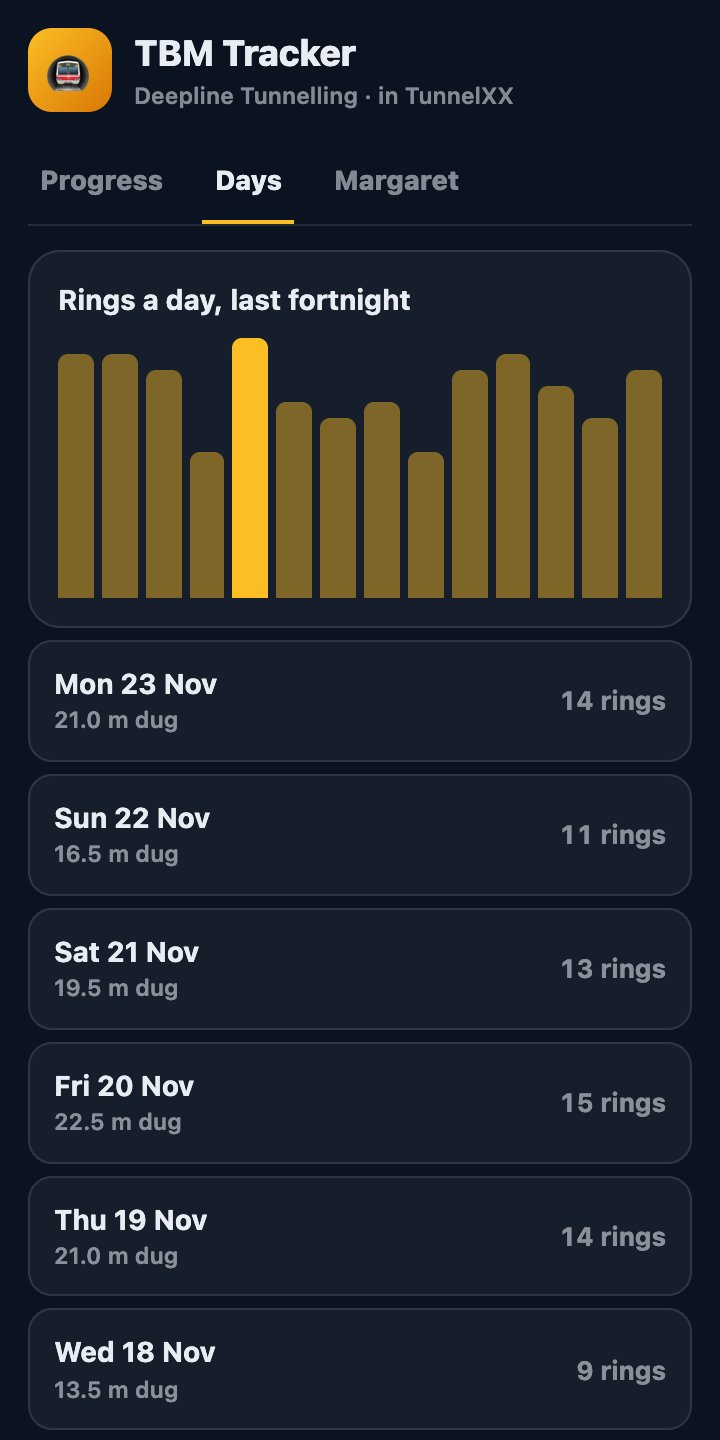 TBM Tracker
Deepline Tunnelling · in TunnelXX
Progress Days Margaret
Rings a day, last fortnight
Mon 23 Nov
21.0 m dug
14 rings
Sun 22 Nov
16.5 m dug
11 rings
Sat 21 Nov
19.5 m dug
13 rings
Fri 20 Nov
22.5 m dug
15 rings
Thu 19 Nov
21.0 m dug
14 rings
Wed 18 Nov
13.5 m dug
9 rings